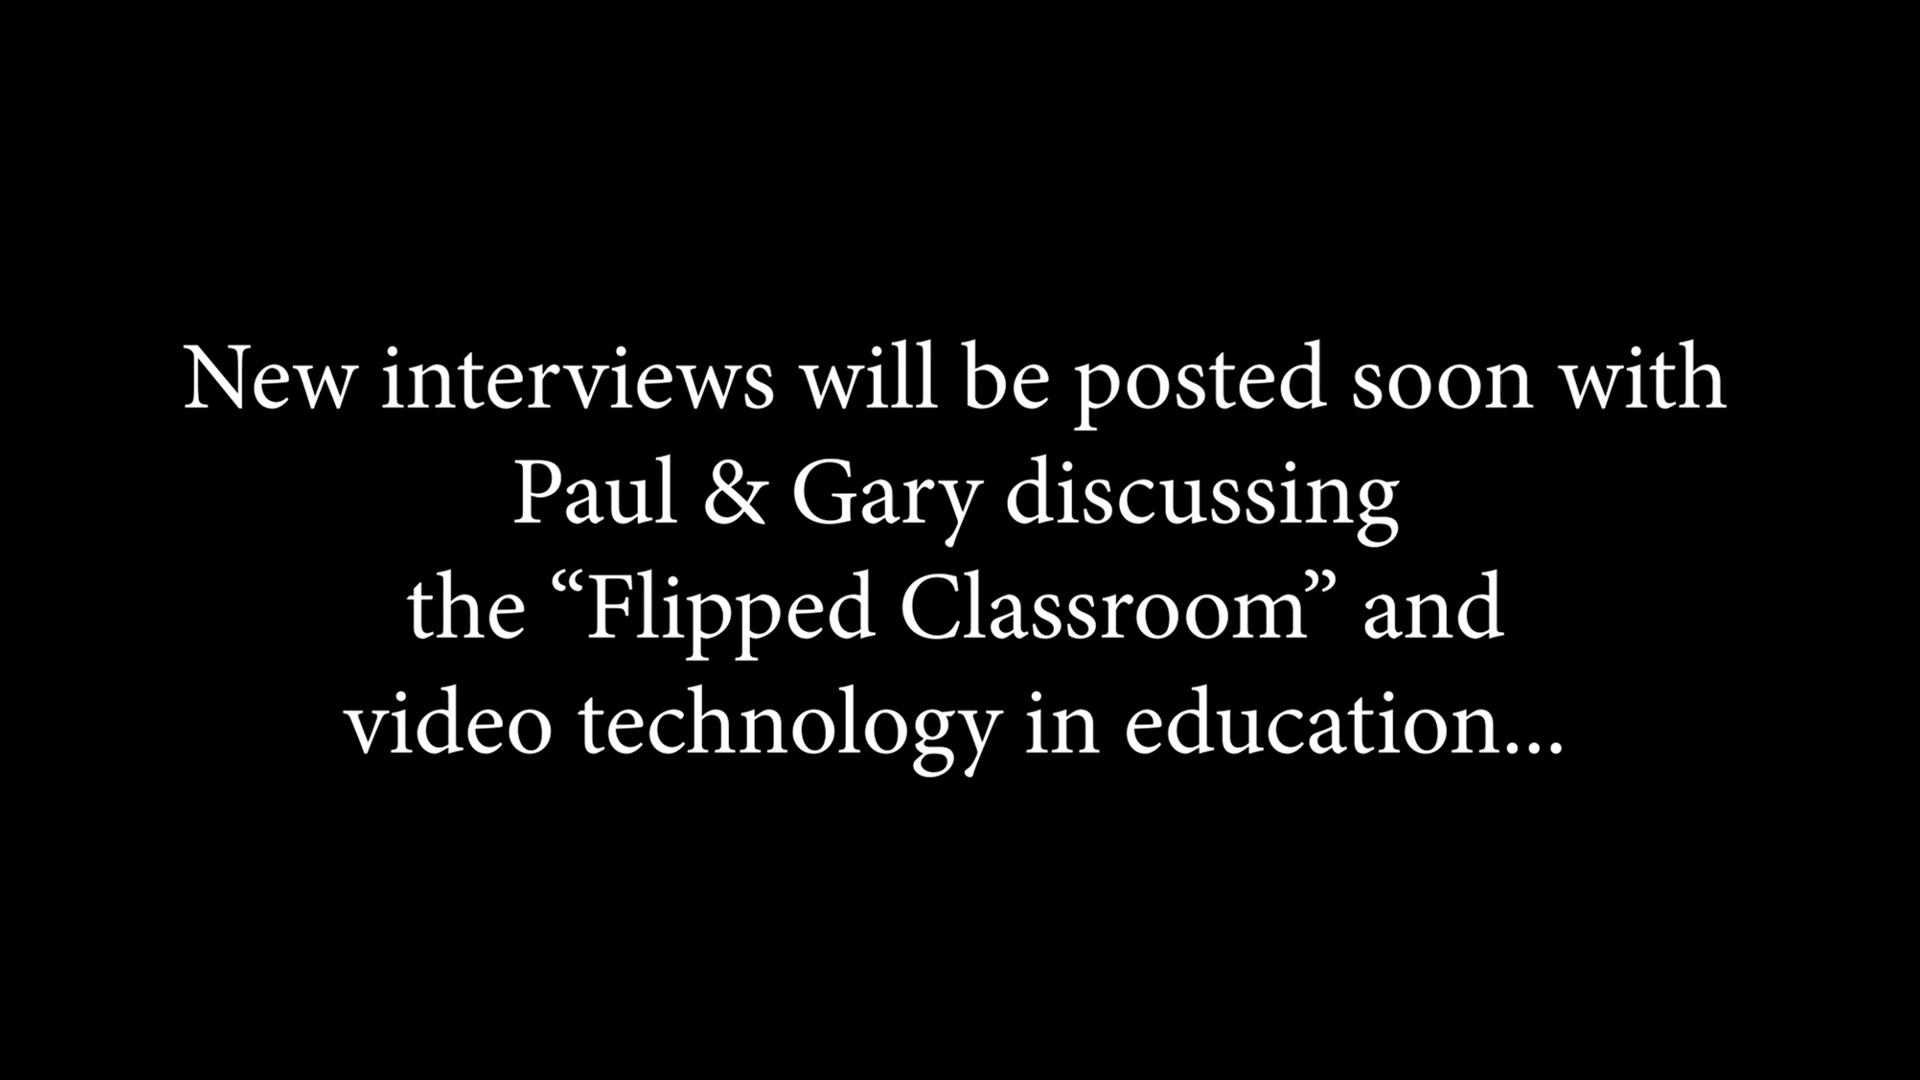 New interviews will be posted soon with
Paul & Gary discussing
the “Flipped Classroom” and
video technology in education...